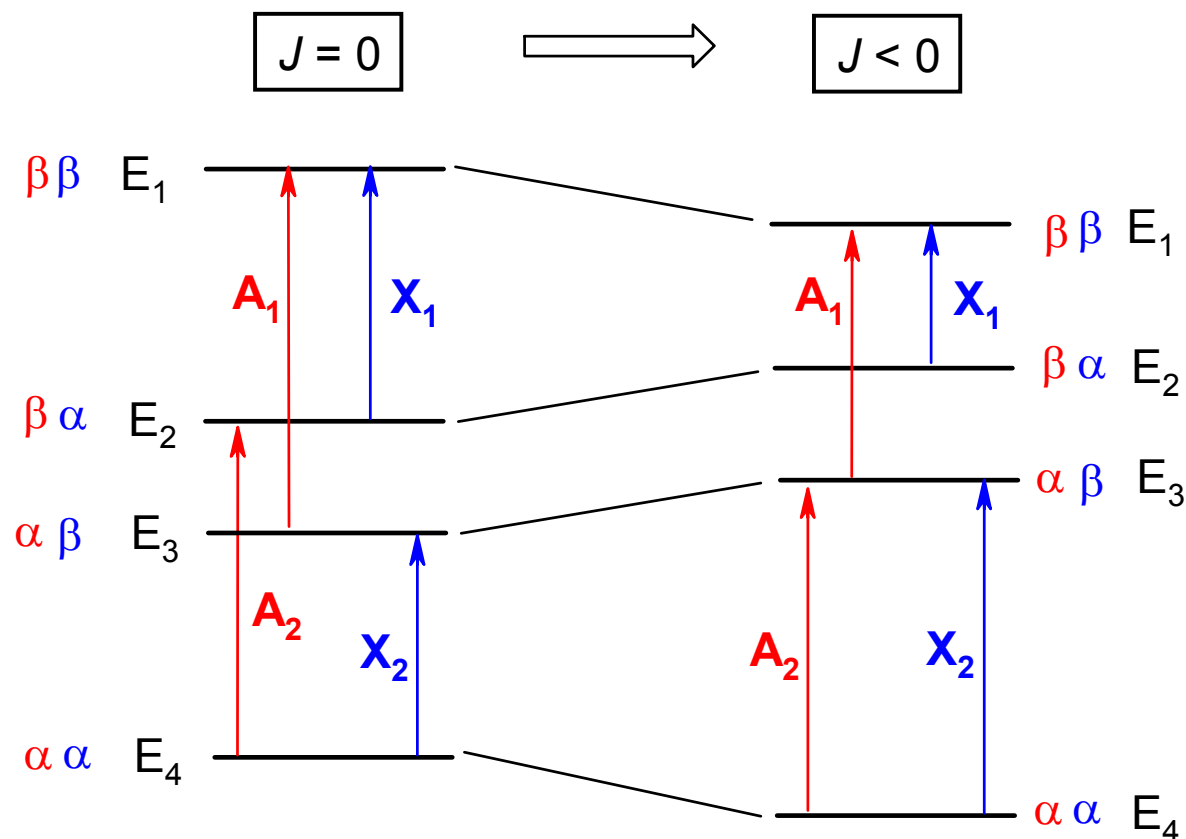 J = 0
J < 0
β β E₁
A₁
X₁
β β E₁
A₁
X₁
β α E₂
β α E₂
α β E₃
α β E₃
A₂
X₂
A₂
X₂
α α E₄
α α E₄